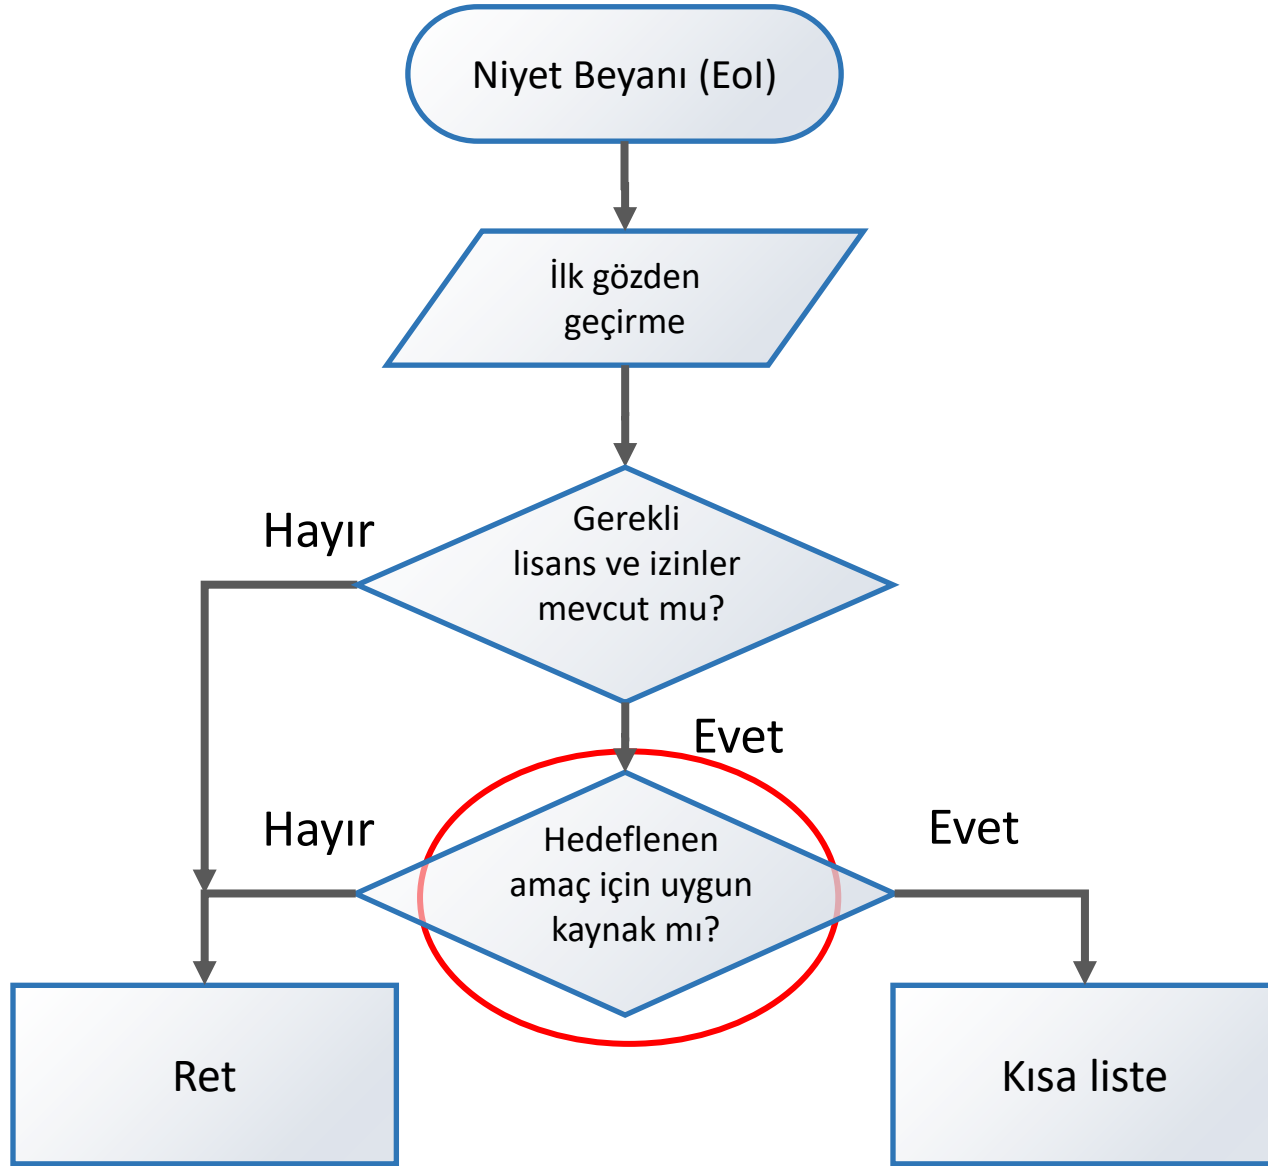 Niyet Beyanı (EoI)
İlk gözden
geçirme
Hayır
Gerekli
lisans ve izinler
mevcut mu?
Evet
Hayır
Hedeflenen
amaç için uygun
kaynak mı?
Evet
Ret
Kısa liste